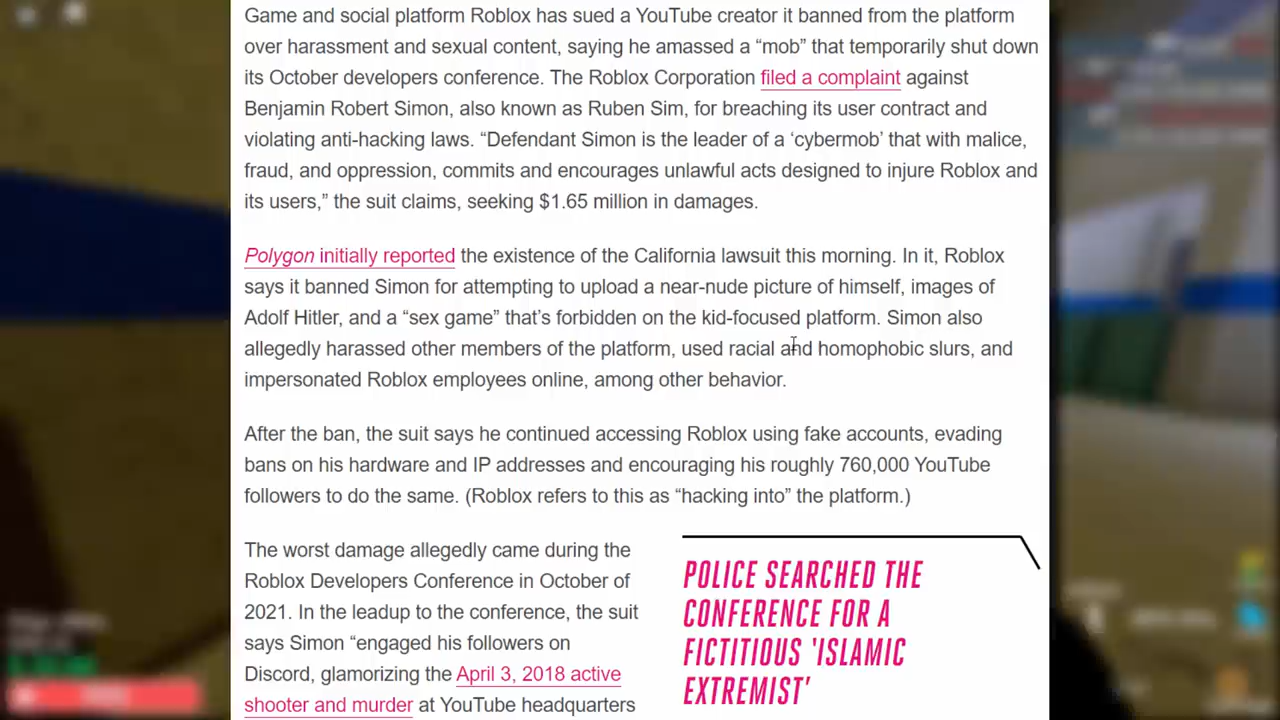 Game and social platform Roblox has sued a YouTube creator it banned from the platform
over harassment and sexual content, saying he amassed a “mob” that temporarily shut down
its October developers conference. The Roblox Corporation filed a complaint against
Benjamin Robert Simon, also known as Ruben Sim, for breaching its user contract and
violating anti-hacking laws. “Defendant Simon is the leader of a ‘cybermob’ that with malice,
fraud, and oppression, commits and encourages unlawful acts designed to injure Roblox and
its users,” the suit claims, seeking $1.65 million in damages.
Polygon initially reported the existence of the California lawsuit this morning. In it, Roblox
says it banned Simon for attempting to upload a near-nude picture of himself, images of
Adolf Hitler, and a “sex game” that’s forbidden on the kid-focused platform. Simon also
allegedly harassed other members of the platform, used racial and homophobic slurs, and
impersonated Roblox employees online, among other behavior.
After the ban, the suit says he continued accessing Roblox using fake accounts, evading
bans on his hardware and IP addresses and encouraging his roughly 760,000 YouTube
followers to do the same. (Roblox refers to this as “hacking into” the platform.)
The worst damage allegedly came during the
Roblox Developers Conference in October of
2021. In the leadup to the conference, the suit
says Simon “engaged his followers on
Discord, glamorizing the April 3, 2018 active
shooter and murder at YouTube headquarters
POLICE SEARCHED THE
CONFERENCE FOR A
FICTITIOUS 'ISLAMIC
EXTREMIST'